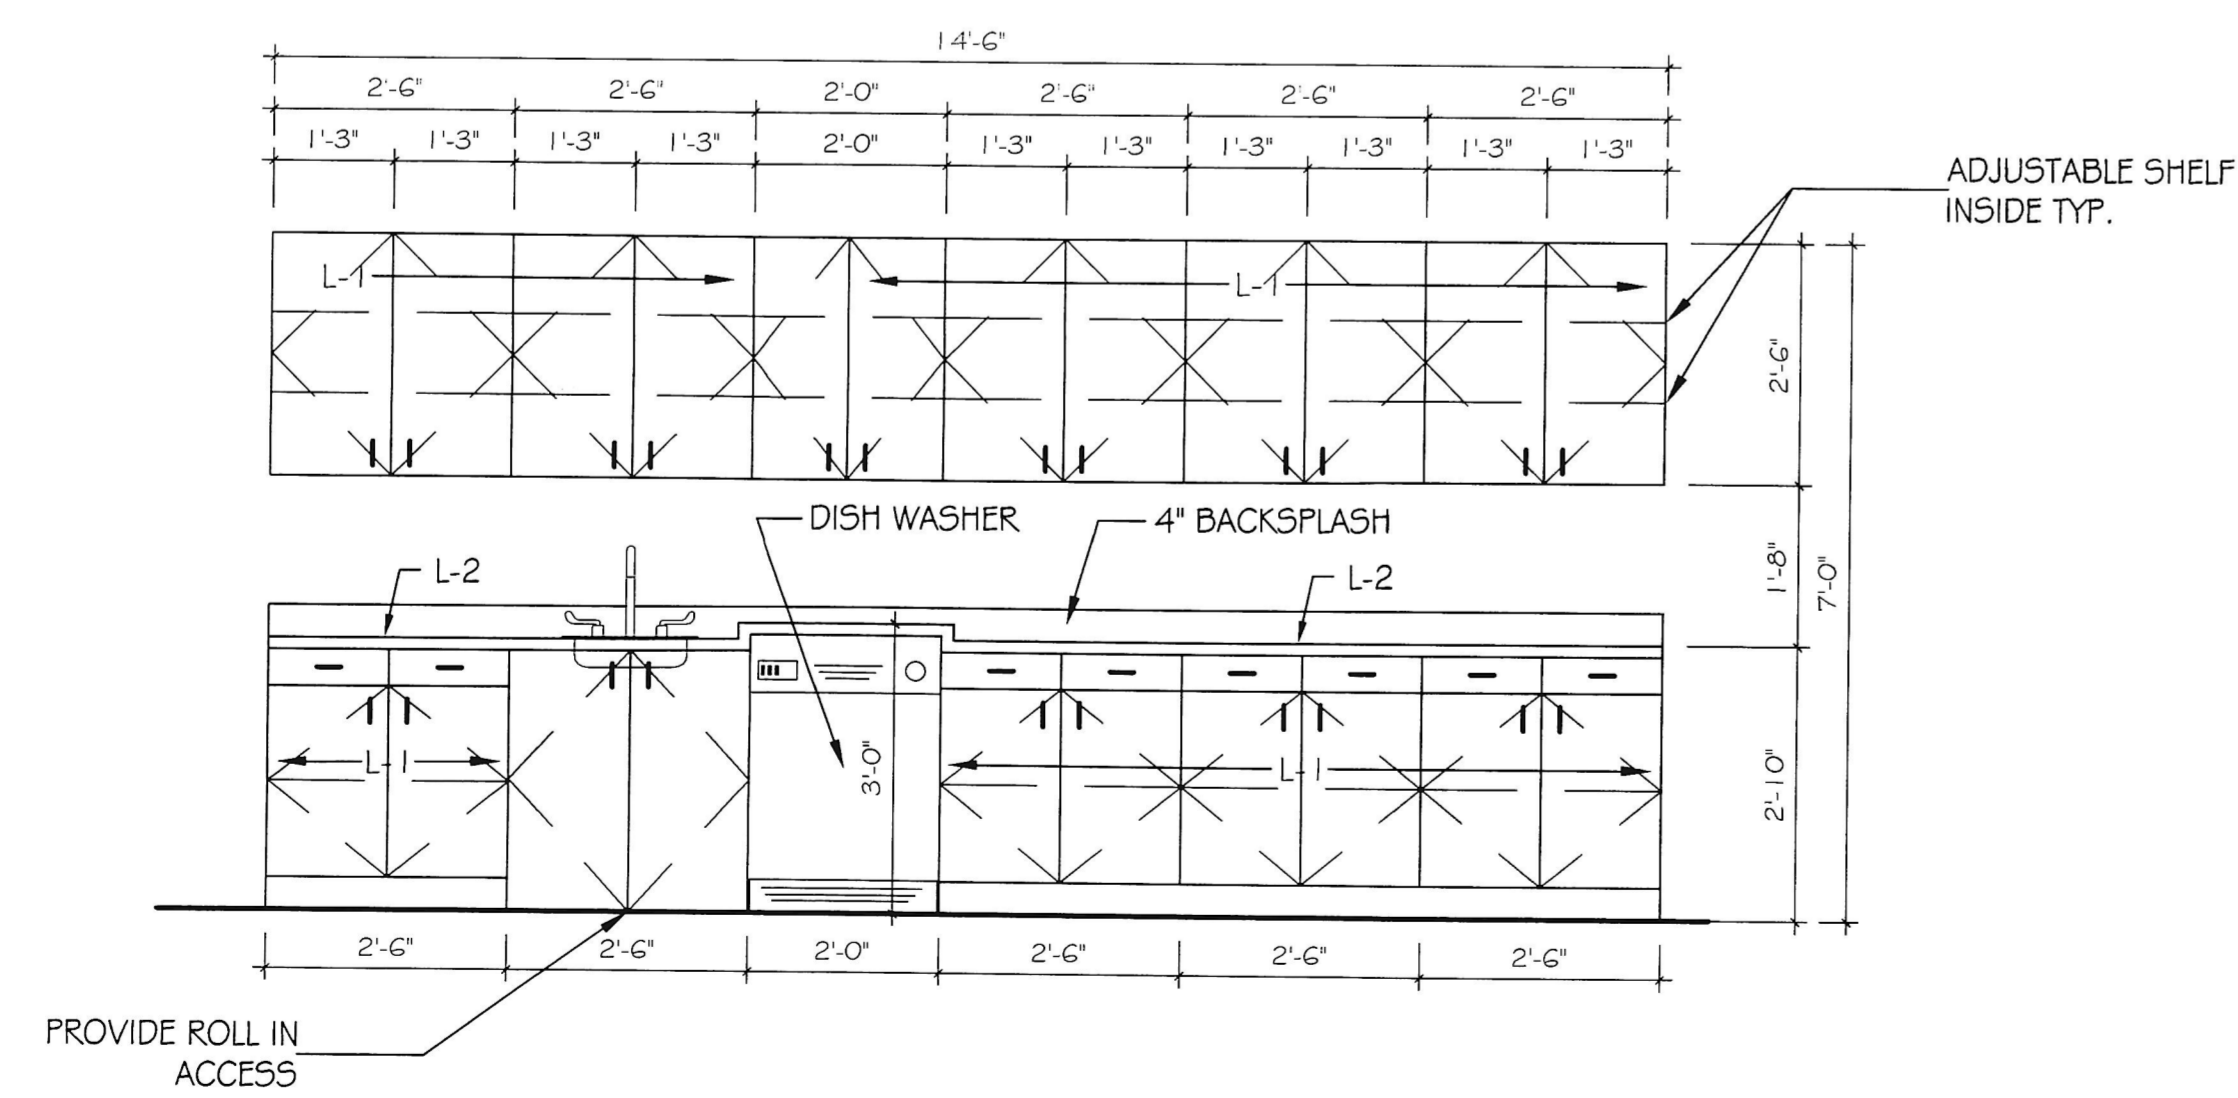 14'-6"
2'-6" 2'-6" 2'-0" 2'-6" 2'-6" 2'-6"
1'-3" 1'-3" 1'-3" 1'-3" 2'-0" 1'-3" 1'-3" 1'-3" 1'-3" 1'-3" 1'-3"
ADJUSTABLE SHELF
INSIDE TYP.
L-1
L-1
2'-6"
DISH WASHER
4" BACKSPLASH
L-2
L-2
1'-8"
7'-0"
L-1
3'-0"
L-1
2'-10"
2'-6" 2'-6" 2'-0" 2'-6" 2'-6" 2'-6"
PROVIDE ROLL IN
ACCESS